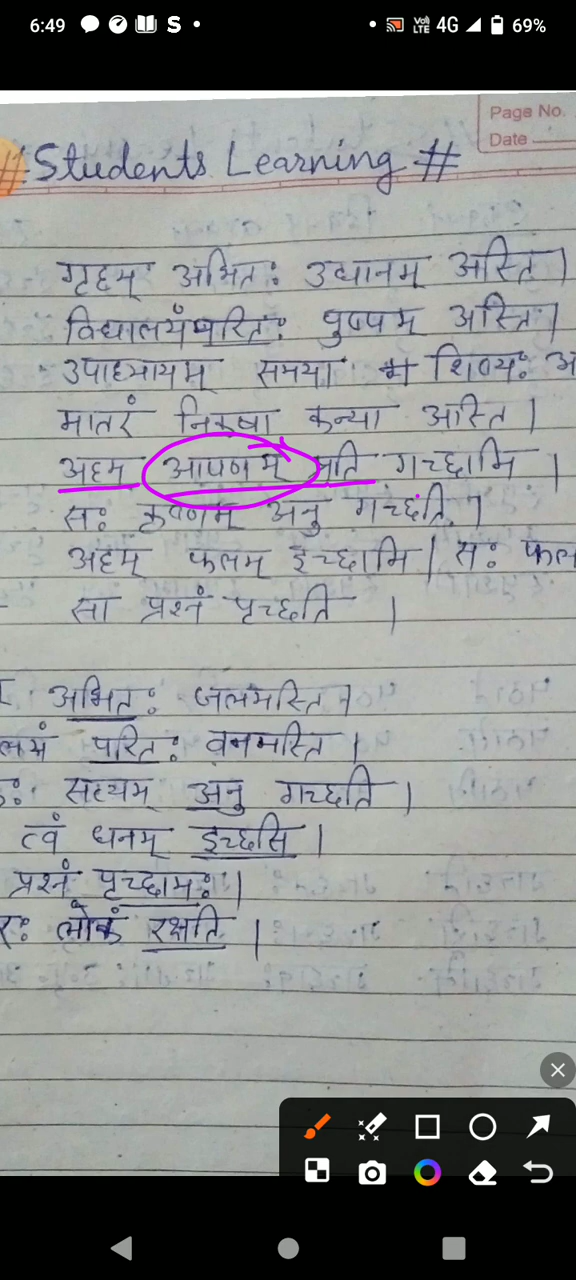 6:49 S 4G 69%
Page No.
Date
# Students Learning #
गृहम् अभितः उद्यानम् अस्ति।
विद्यालयं परितः पुष्पम् अस्ति।
उपाध्यायम् समया शिष्यः अ
मातरं निकषा कन्या अस्ति।
अहम् आपणम् प्रति गच्छामि।
सः कृष्णम् अनु गच्छति।
अहम् फलम् इच्छामि। सः फल
सा प्रश्नं पृच्छति।
अभितः जलमस्ति।
लयं परितः वनमस्ति।
सत्यम् अनु गच्छति।
त्वं धनम् इच्छसि।
प्रश्नं पृच्छामः।
रः लोकं रक्षति।